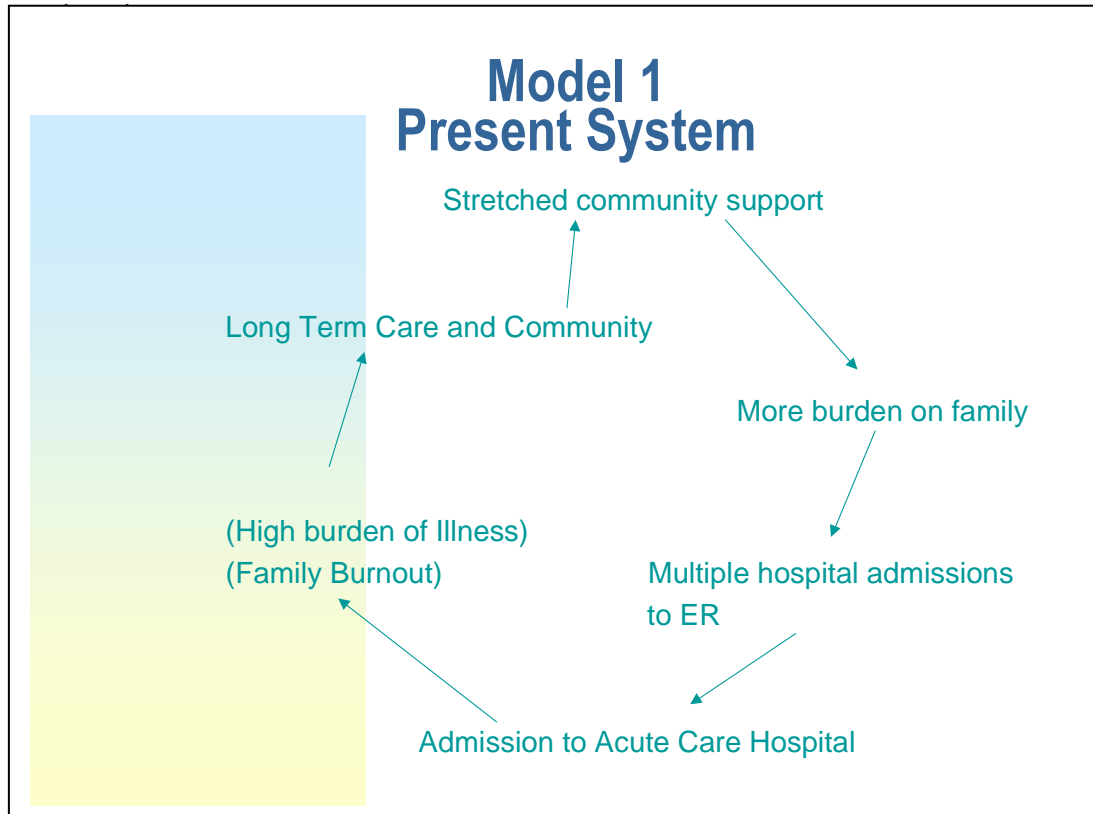 Model 1
Present System
Stretched community support
Long Term Care and Community
More burden on family
(High burden of Illness)
(Family Burnout)
Multiple hospital admissions
to ER
Admission to Acute Care Hospital